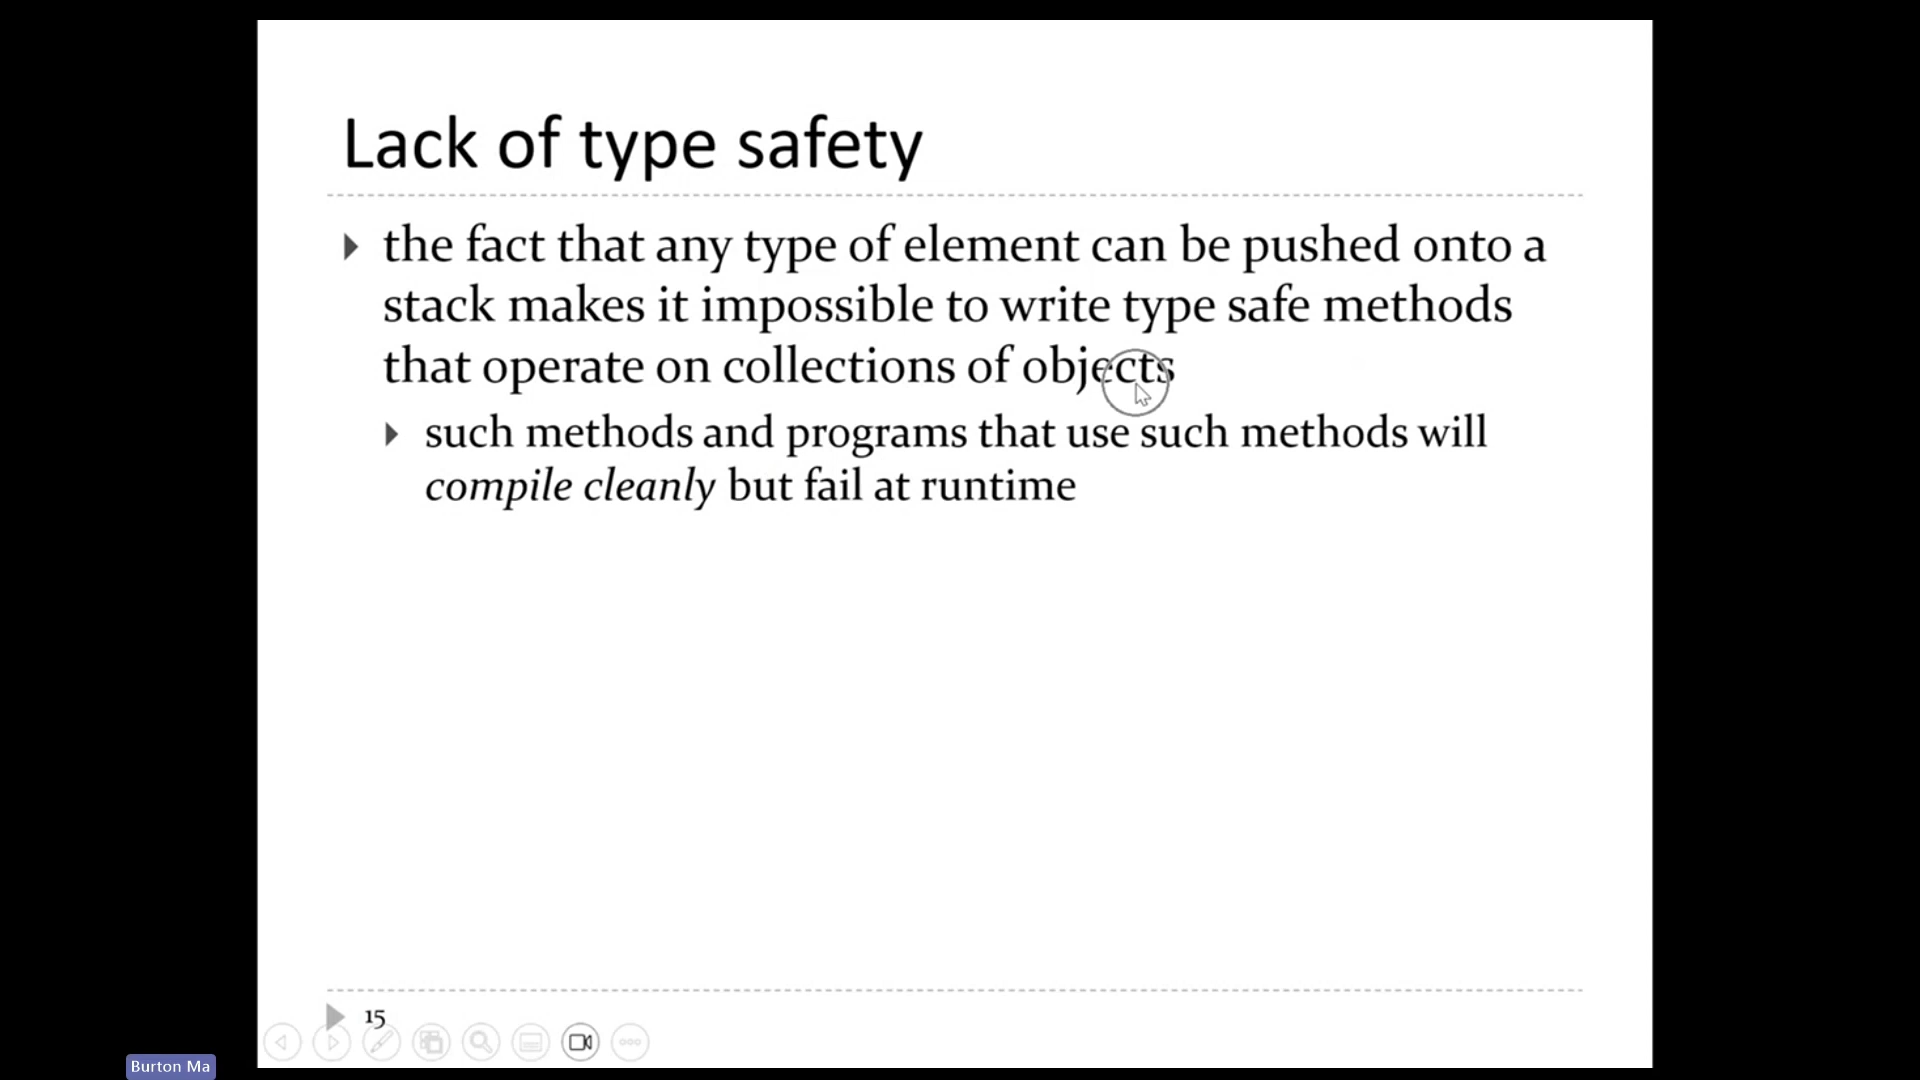 Lack of type safety
the fact that any type of element can be pushed onto a
stack makes it impossible to write type safe methods
that operate on collections of objects
such methods and programs that use such methods will
compile cleanly but fail at runtime
15
Burton Ma